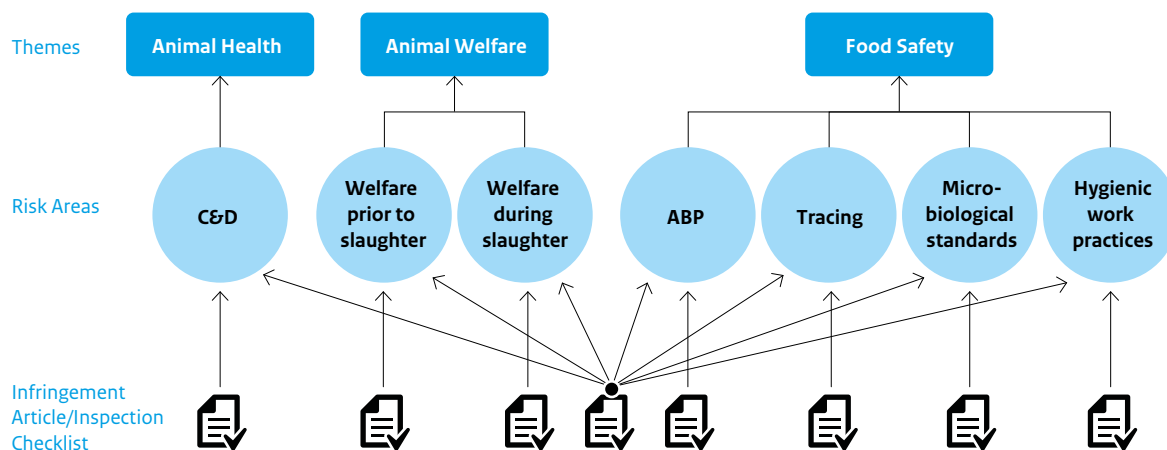 Themes
Animal Health
Animal Welfare
Food Safety
Risk Areas
C&D
Welfare
prior to
slaughter
Welfare
during
slaughter
ABP
Tracing
Micro-
biological
standards
Hygienic
work
practices
Infringement
Article/Inspection
Checklist